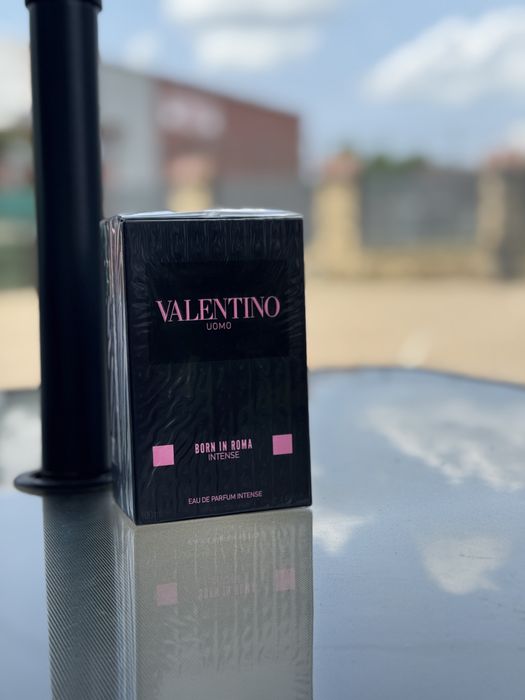 VALENTINO
UOMO
BORN IN ROMA
INTENSE
EAU DE PARFUM INTENSE